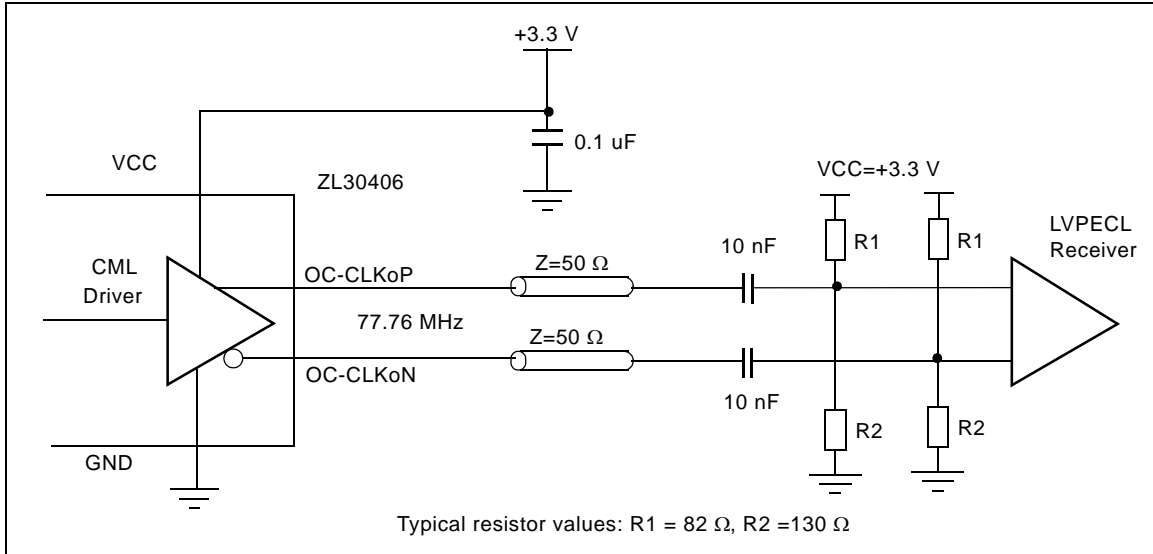 +3.3 V
0.1 uF
VCC
ZL30406
VCC=+3.3 V
R1
R1
LVPECL
Receiver
10 nF
CML
Driver
OC-CLKoP
Z=50 Ω
77.76 MHz
Z=50 Ω
OC-CLKoN
10 nF
R2
R2
GND
Typical resistor values: R1 = 82 Ω, R2 =130 Ω